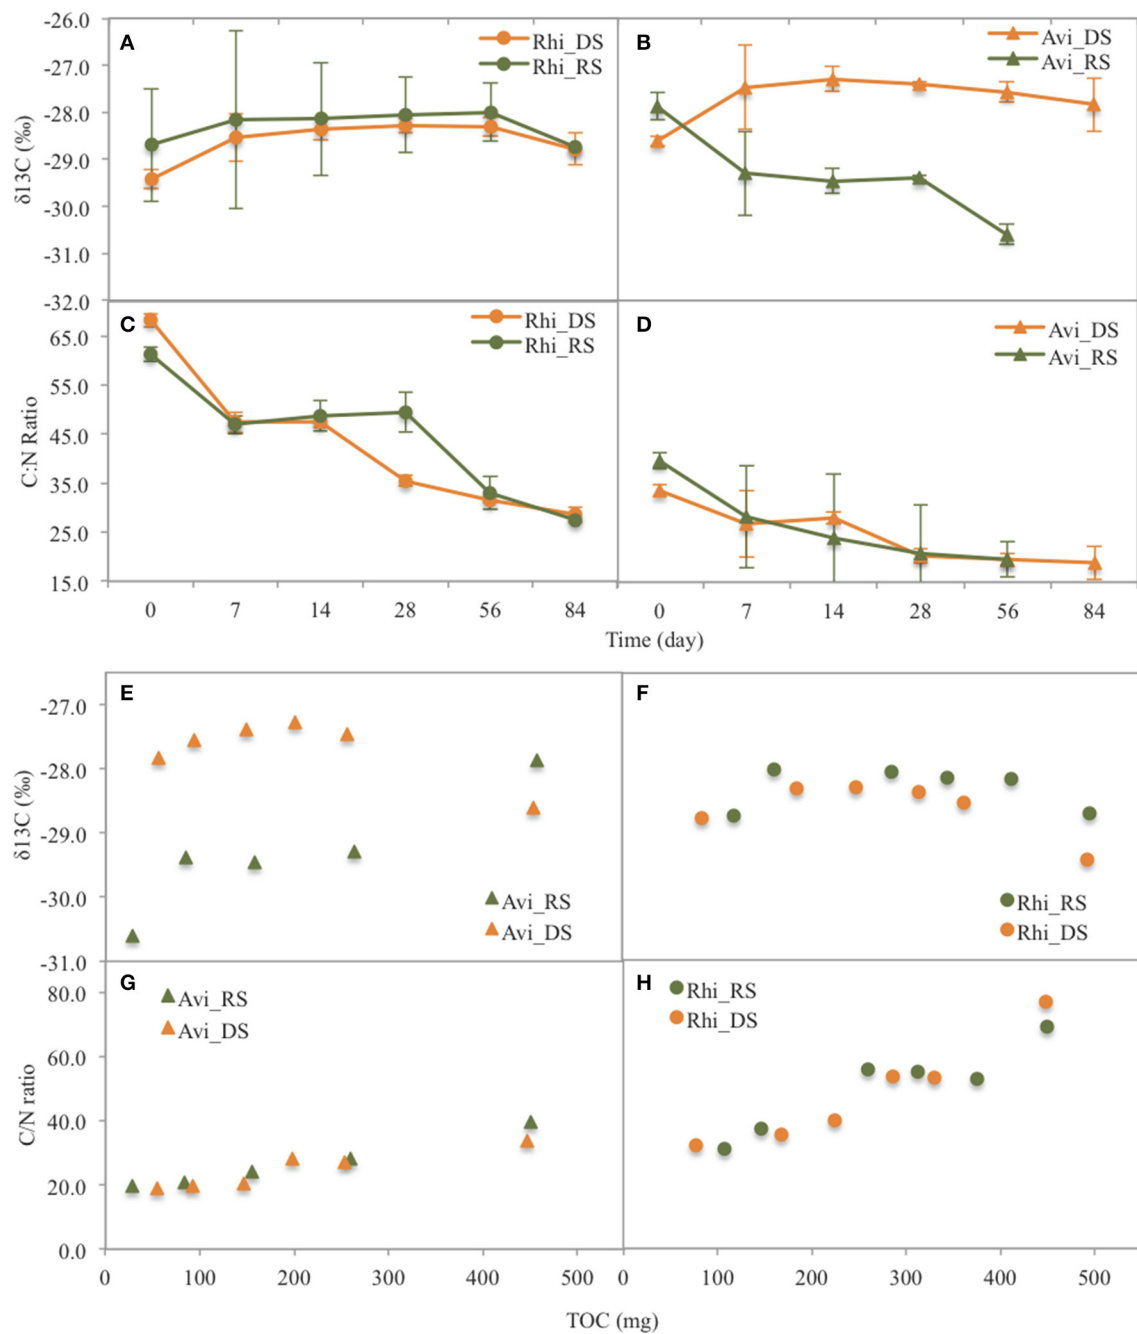 A
Rhi_DS
Rhi_RS
B
Avi_DS
Avi_RS
-26.0
-27.0
-28.0
-29.0
-30.0
-31.0
-32.0
δ13C (‰)
C
Rhi_DS
Rhi_RS
D
Avi_DS
Avi_RS
65.0
55.0
45.0
35.0
25.0
15.0
C:N Ratio
0 7 14 28 56 84
0 7 14 28 56 84
Time (day)
E
Avi_RS
Avi_DS
F
Rhi_RS
Rhi_DS
-27.0
-28.0
-29.0
-30.0
-31.0
δ13C (‰)
G
Avi_RS
Avi_DS
H
Rhi_RS
Rhi_DS
80.0
60.0
40.0
20.0
0.0
C/N ratio
0 100 200 300 400 500
0 100 200 300 400 500
TOC (mg)